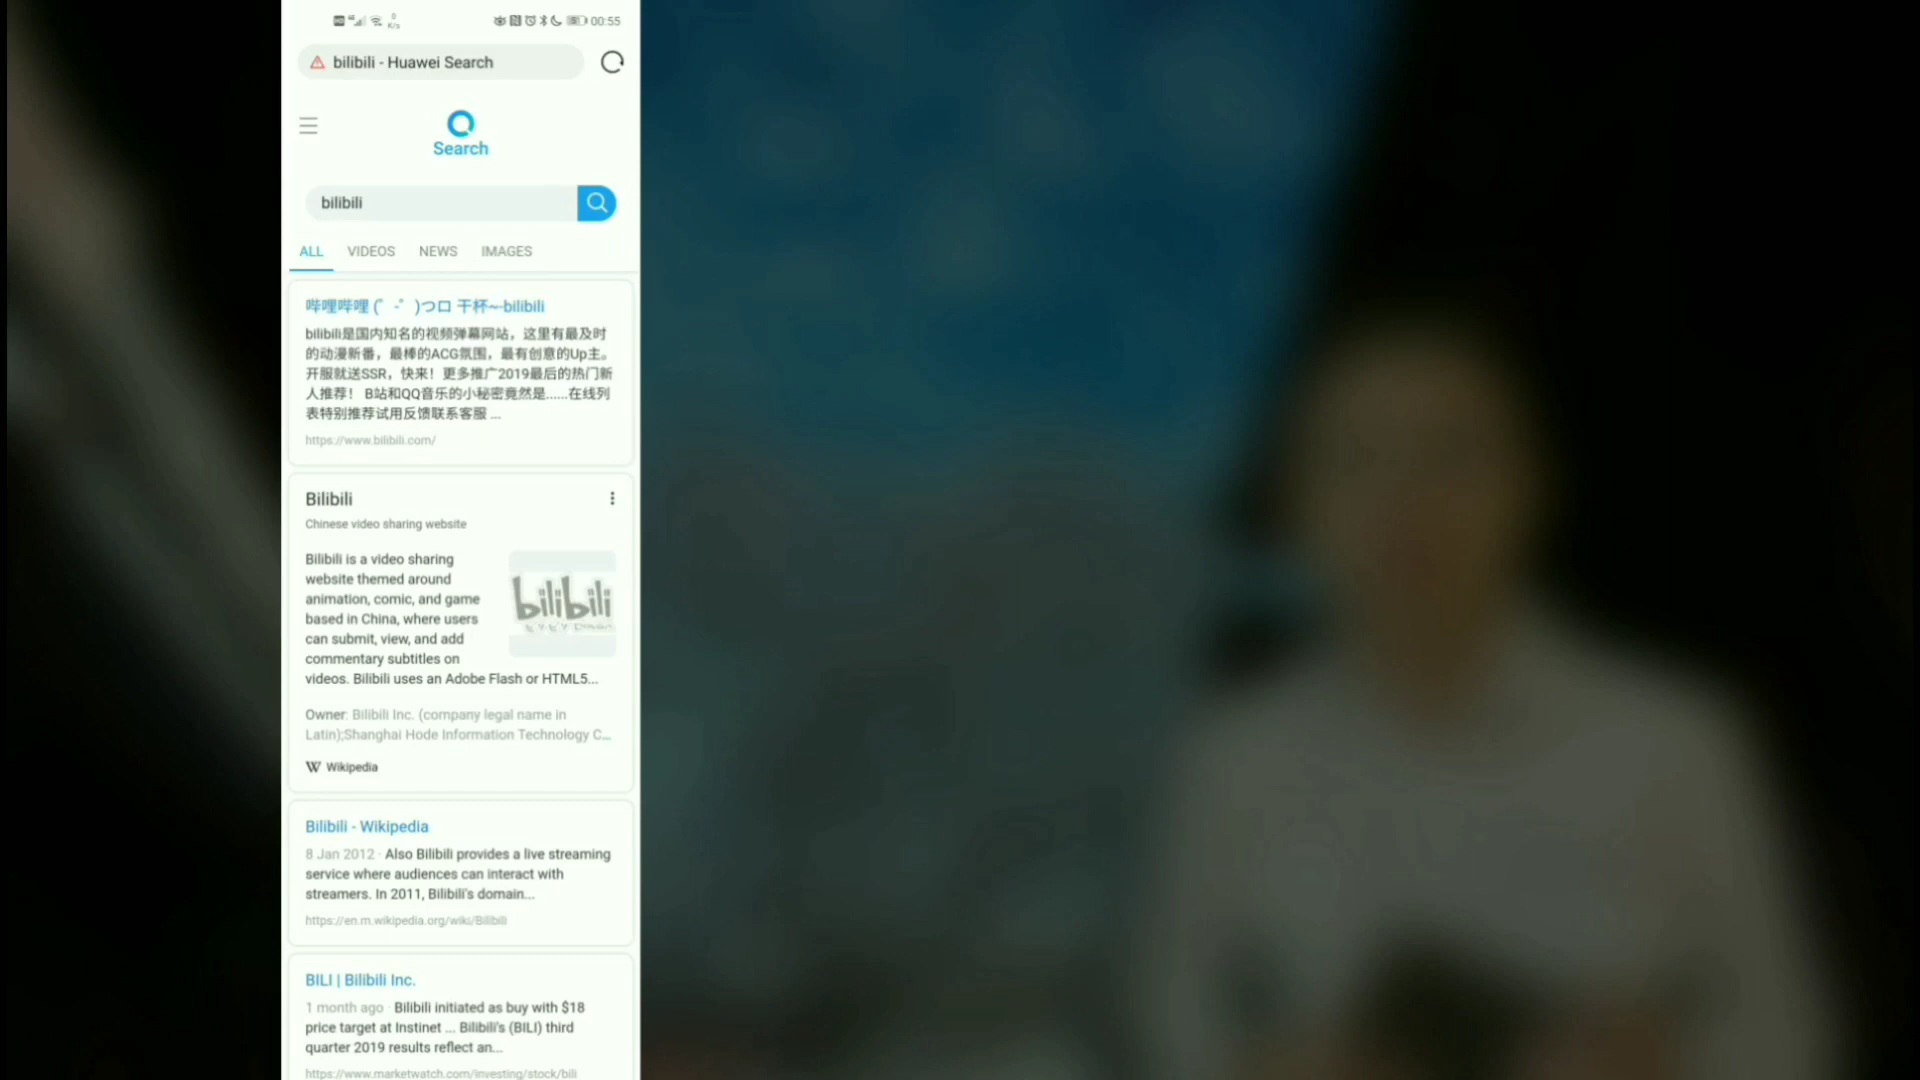 00:55
bilibili - Huawei Search
Search
bilibili
ALL VIDEOS NEWS IMAGES
哔哩哔哩 (゜-゜)つロ 干杯~-bilibili
bilibili是国内知名的视频弹幕网站，这里有最及时
的动漫新番，最棒的ACG氛围，最有创意的Up主。
开服就送SSR，快来！更多推广2019最后的热门新
人推荐！ B站和QQ音乐的小秘密竟然是......在线列
表特别推荐试用反馈联系客服 ...
https://www.bilibili.com/
Bilibili
Chinese video sharing website
Bilibili is a video sharing
website themed around
animation, comic, and game
based in China, where users
can submit, view, and add
commentary subtitles on
videos. Bilibili uses an Adobe Flash or HTML5...
bilibili
Owner: Bilibili Inc. (company legal name in
Latin);Shanghai Hode Information Technology C...
W Wikipedia
Bilibili - Wikipedia
8 Jan 2012 · Also Bilibili provides a live streaming
service where audiences can interact with
streamers. In 2011, Bilibili's domain...
https://en.m.wikipedia.org/wiki/Bilibili
BILI | Bilibili Inc.
1 month ago · Bilibili initiated as buy with $18
price target at Instinet ... Bilibili's (BILI) third
quarter 2019 results reflect an...
https://www.marketwatch.com/investing/stock/bili